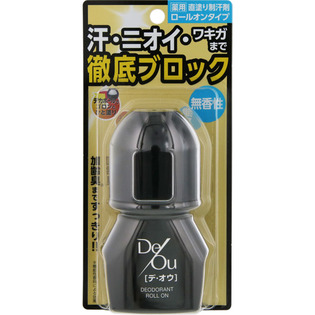 薬用 直塗り制汗剤
ロールオンタイプ
汗・ニオイ・ワキガまで
徹底ブロック
無香性
加齢臭まですっきり!!
De/Ou
[デ・オウ]
DEODORANT
ROLL ON